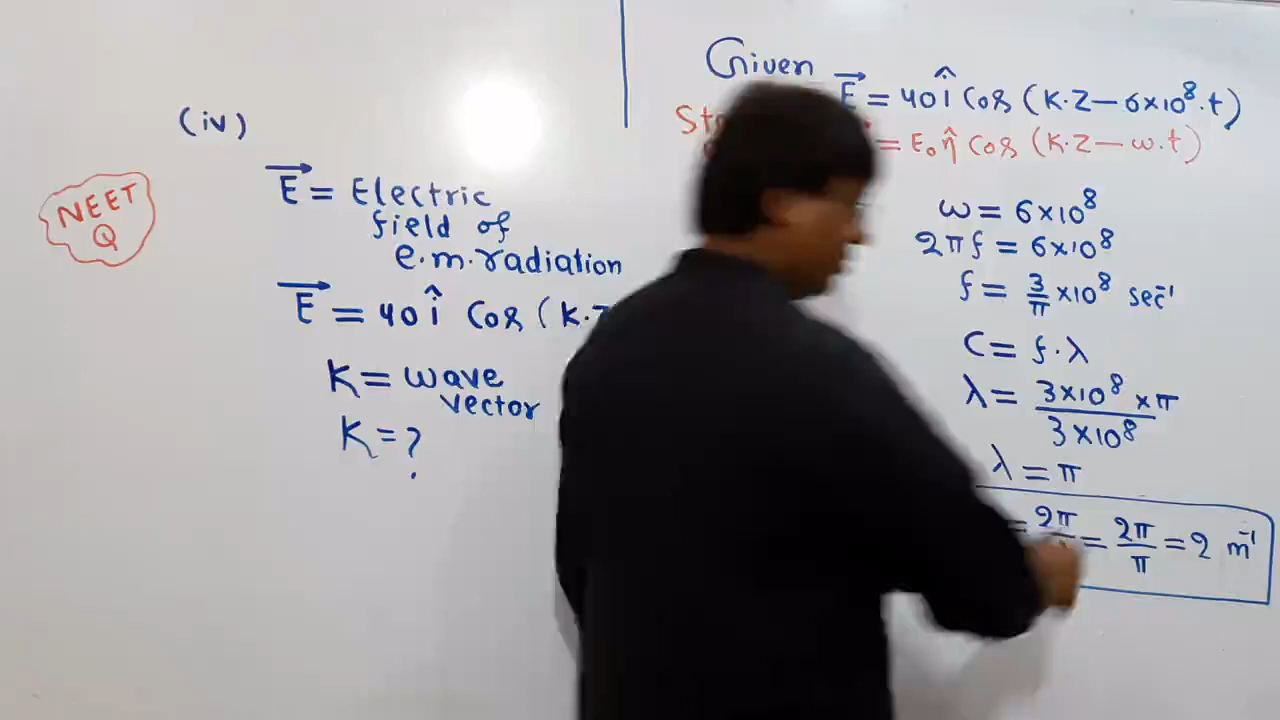 (iv)
NEET
Q
E = Electric
field of
e.m.radiation
E = 40 î Cos (K.
K = wave
vector
K = ?
Given
E = 40 î Cos (K.Z − 6×10⁸.t)
= E₀ η̂ Cos (K.Z − ω.t)
ω = 6×10⁸
2πf = 6×10⁸
f = 3/π ×10⁸ sec⁻¹
C = f.λ
λ = 3×10⁸ × π / 3×10⁸
λ = π
= 2π = 2π/π = 2 m⁻¹